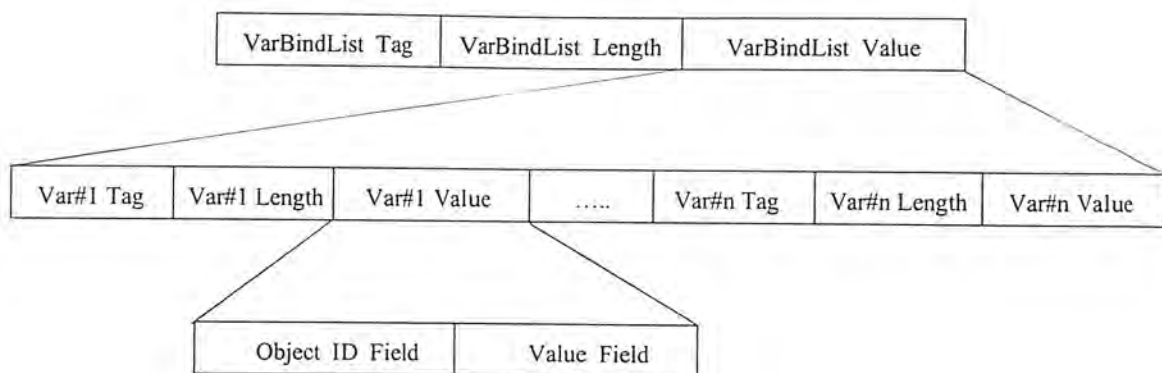 VarBindList Tag VarBindList Length VarBindList Value
Var#1 Tag Var#1 Length Var#1 Value ..... Var#n Tag Var#n Length Var#n Value
Object ID Field Value Field